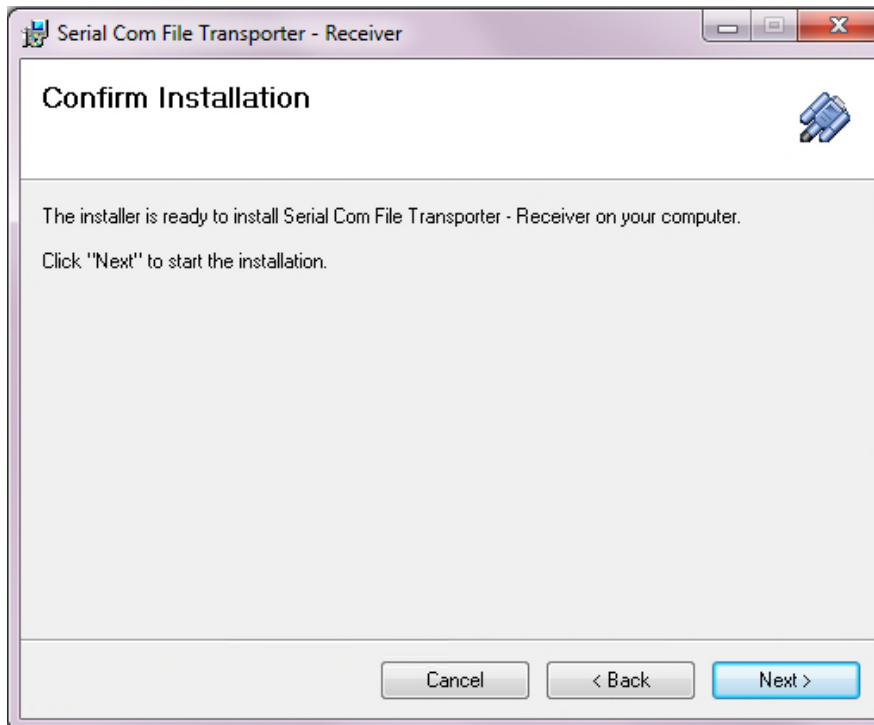 Serial Com File Transporter - Receiver
Confirm Installation
The installer is ready to install Serial Com File Transporter - Receiver on your computer.
Click "Next" to start the installation.
Cancel
< Back
Next >